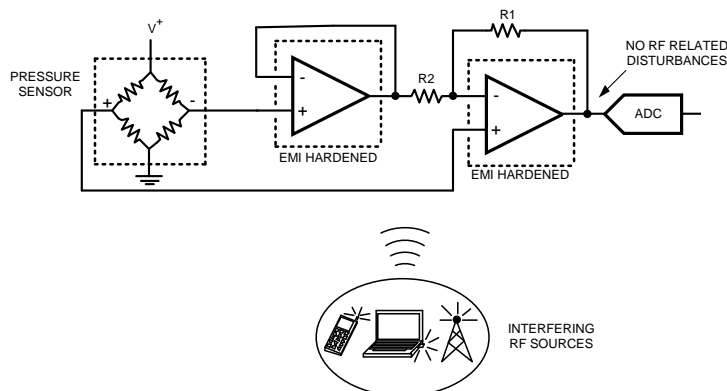 R1
V+
NO RF RELATED
DISTURBANCES
PRESSURE
SENSOR
-
R2
+
-
+
-
+
ADC
EMI HARDENED
EMI HARDENED
INTERFERING
RF SOURCES